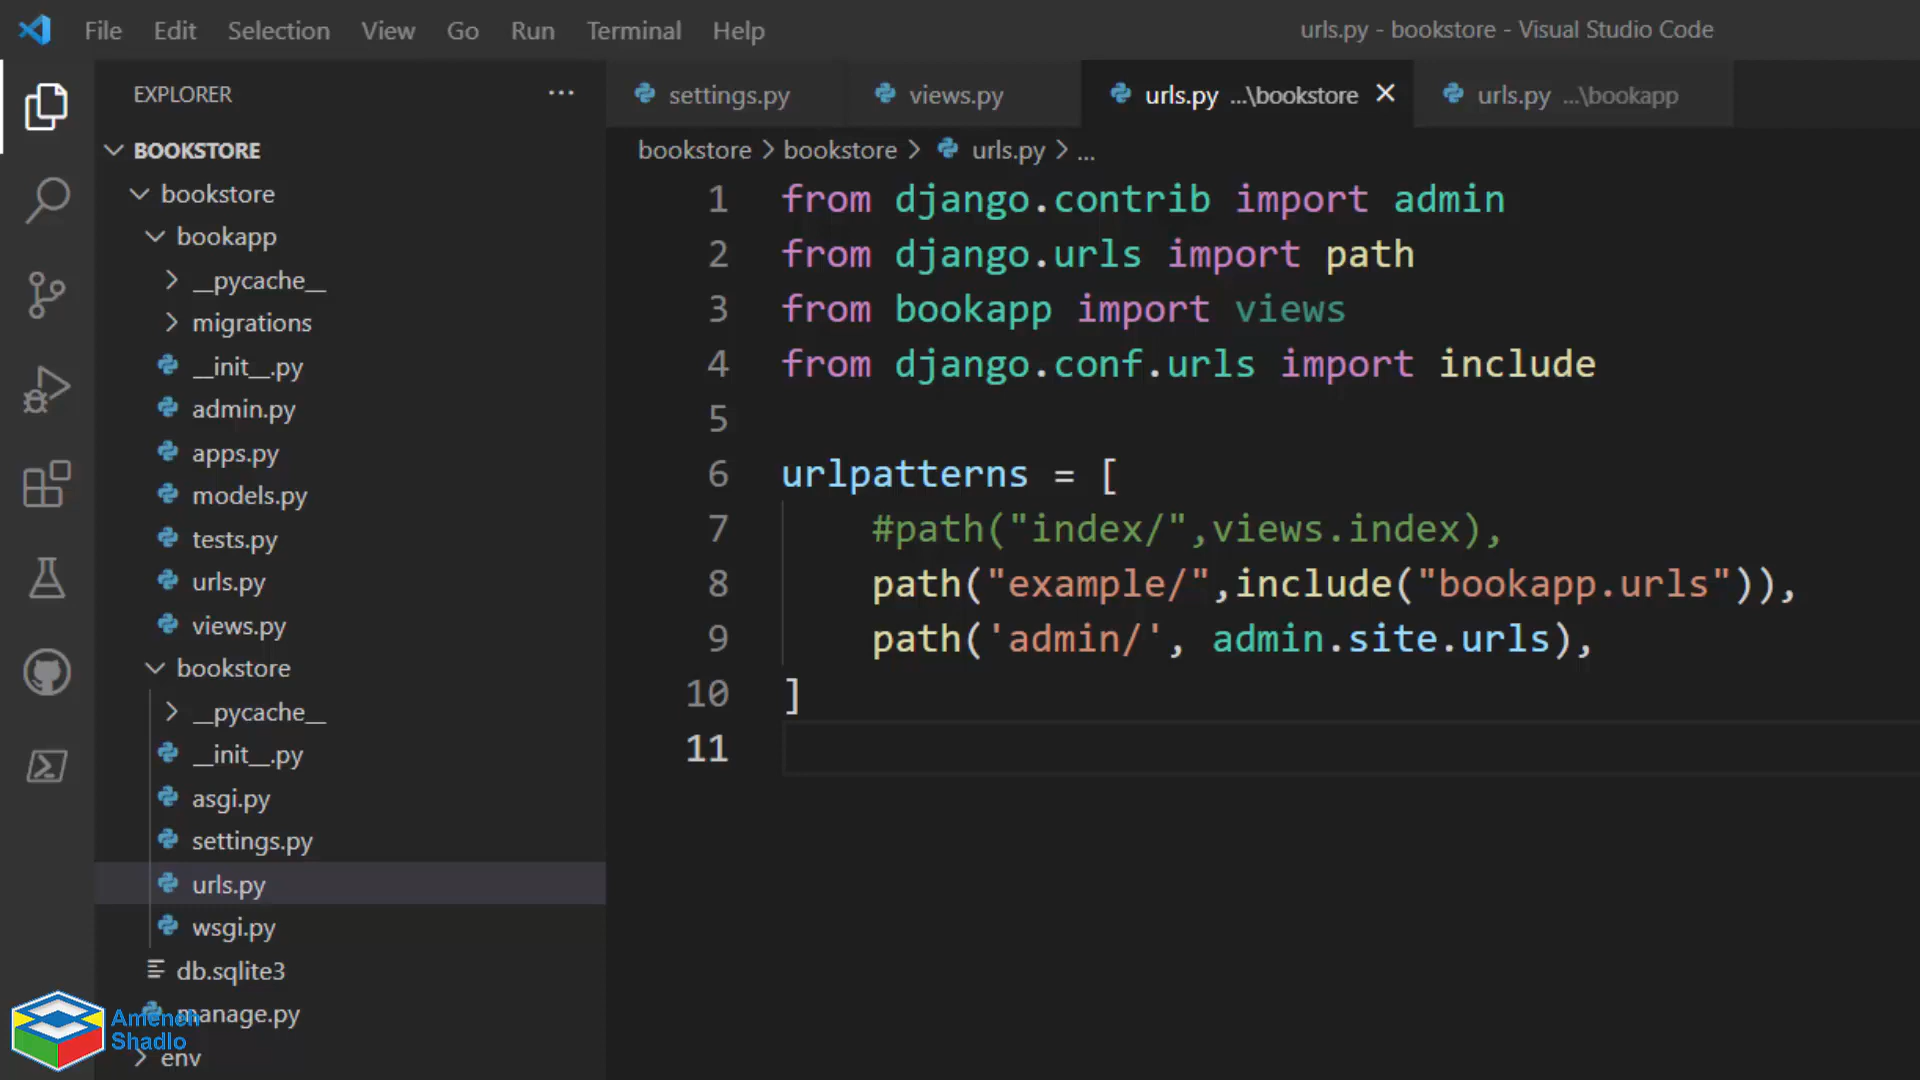 File Edit Selection View Go Run Terminal Help
urls.py - bookstore - Visual Studio Code
EXPLORER
settings.py
views.py
urls.py ...\bookstore
urls.py ...\bookapp
BOOKSTORE
bookstore
bookapp
__pycache__
migrations
__init__.py
admin.py
apps.py
models.py
tests.py
urls.py
views.py
bookstore
__pycache__
__init__.py
asgi.py
settings.py
urls.py
wsgi.py
db.sqlite3
manage.py
env
bookstore > bookstore > urls.py > ...
1 from django.contrib import admin
2 from django.urls import path
3 from bookapp import views
4 from django.conf.urls import include
5
6 urlpatterns = [
7 #path("index/",views.index),
8 path("example/",include("bookapp.urls")),
9 path('admin/', admin.site.urls),
10 ]
11
Ameneh
Shadlo